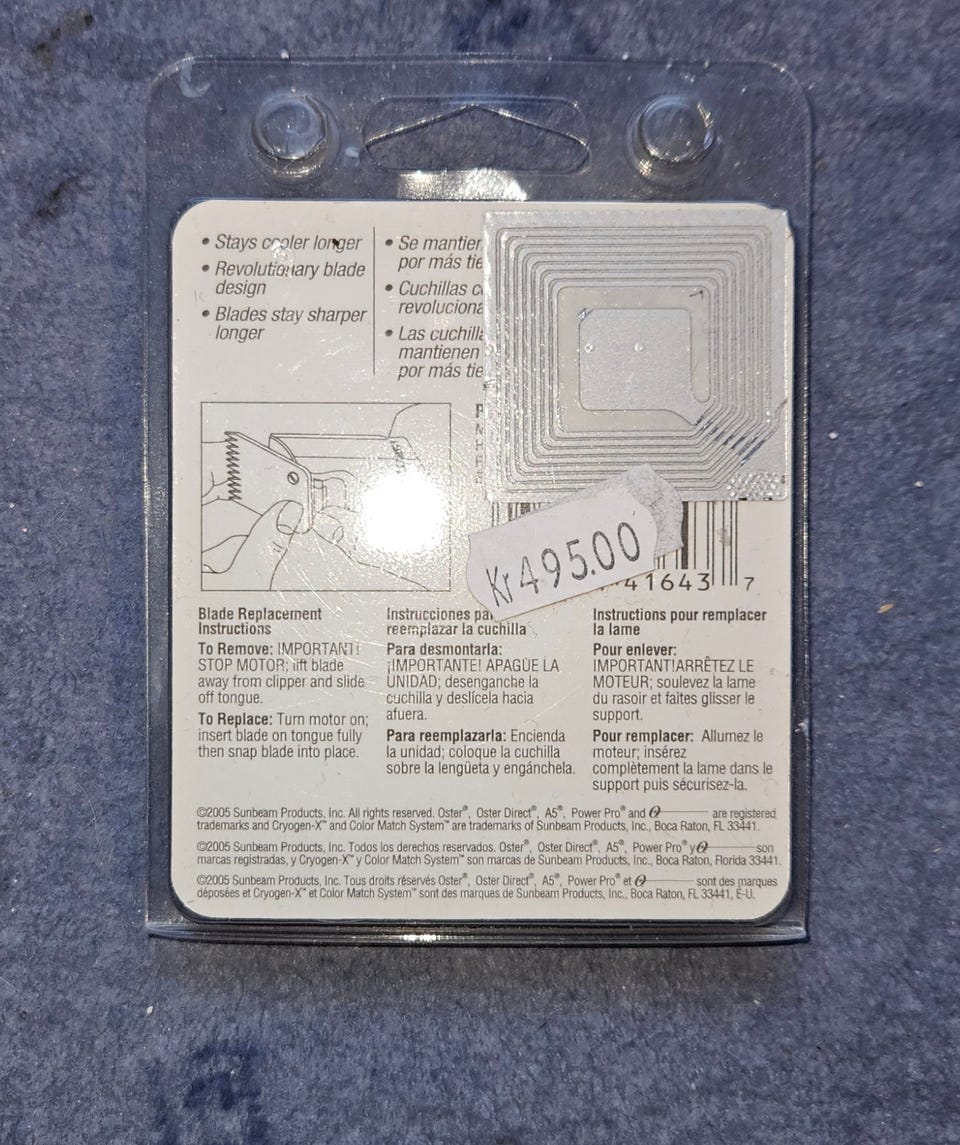 • Stays cooler longer
• Revolutionary blade
design
• Blades stay sharper
longer
• Se mantien
por más tie
• Cuchillas c
revoluciona
• Las cuchilla
mantienen
por más tie
Kr 495.00
41643 7
Blade Replacement
Instructions
To Remove: IMPORTANT!
STOP MOTOR; lift blade
away from clipper and slide
off tongue.
To Replace: Turn motor on;
insert blade on tongue fully
then snap blade into place.
Instrucciones pa
reemplazar la cuchilla
Para desmontarla:
¡IMPORTANTE! APAGUE LA
UNIDAD; desenganche la
cuchilla y deslícela hacia
afuera.
Para reemplazarla: Encienda
la unidad; coloque la cuchilla
sobre la lengüeta y engánchela.
Instructions pour remplacer
la lame
Pour enlever:
IMPORTANT!ARRÊTEZ LE
MOTEUR; soulevez la lame
du rasoir et faites glisser le
support.
Pour remplacer: Allumez le
moteur; insérez
complètement la lame dans le
support puis sécurisez-la.
©2005 Sunbeam Products, Inc. All rights reserved. Oster®, Oster Direct®, A5®, Power Pro® and are registered
trademarks and Cryogen-X™ and Color Match System™ are trademarks of Sunbeam Products, Inc., Boca Raton, FL 33441.
©2005 Sunbeam Products, Inc. Todos los derechos reservados. Oster®, Oster Direct®, A5®, Power Pro® y son
marcas registradas, y Cryogen-X™ y Color Match System™ son marcas de Sunbeam Products, Inc., Boca Raton, Florida 33441.
©2005 Sunbeam Products, Inc. Tous droits réservés Oster®, Oster Direct®, A5®, Power Pro® et sont des marques
déposées et Cryogen-X™ et Color Match System™ sont des marques de Sunbeam Products, Inc., Boca Raton, FL 33441, E-U.